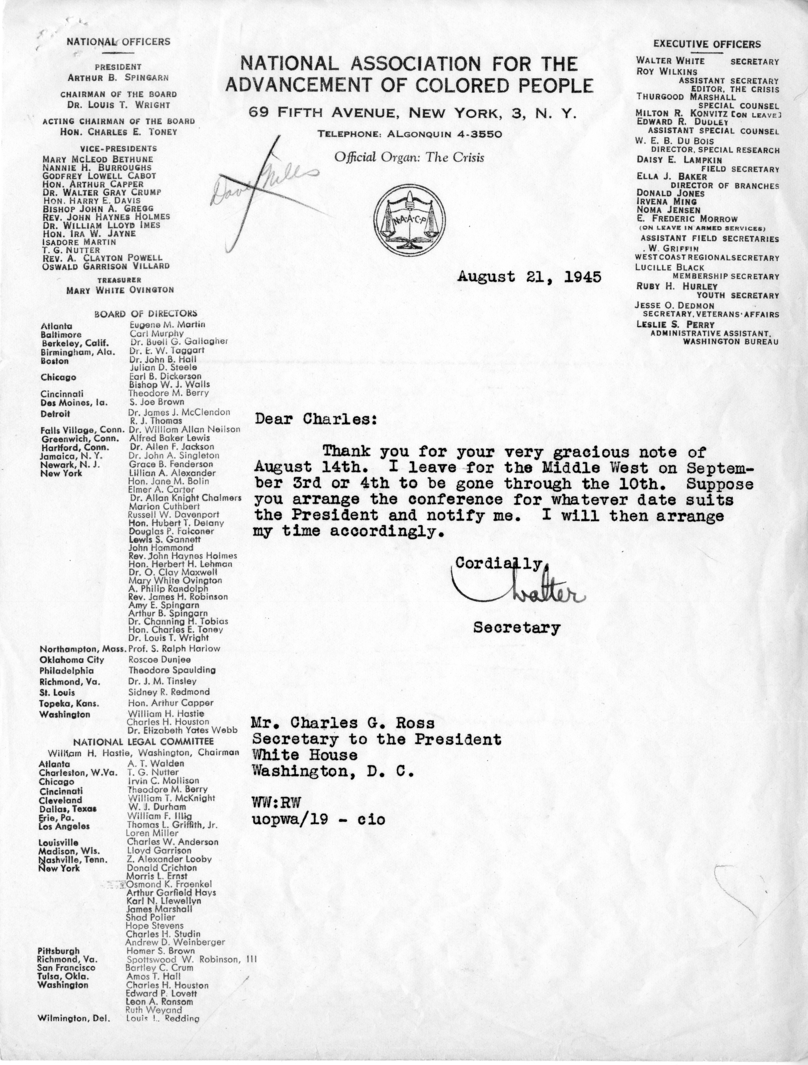 NATIONAL OFFICERS
PRESIDENT
ARTHUR B. SPINGARN
CHAIRMAN OF THE BOARD
DR. LOUIS T. WRIGHT
ACTING CHAIRMAN OF THE BOARD
HON. CHARLES E. TONEY
VICE-PRESIDENTS
MARY MCLEOD BETHUNE
NANNIE H. BURROUGHS
GODFREY LOWELL CABOT
HON. ARTHUR CAPPER
DR. WALTER GRAY CRUMP
HON. HARRY E. DAVIS
BISHOP JOHN A. GREGG
REV. JOHN HAYNES HOLMES
DR. WILLIAM LLOYD IMES
HON. IRA W. JAYNE
ISADORE MARTIN
T. G. NUTTER
REV. A. CLAYTON POWELL
OSWALD GARRISON VILLARD
TREASURER
MARY WHITE OVINGTON
NATIONAL ASSOCIATION FOR THE
ADVANCEMENT OF COLORED PEOPLE
69 FIFTH AVENUE, NEW YORK, 3, N. Y.
TELEPHONE: ALGONQUIN 4-3550
Official Organ: The Crisis
N.A.A.C.P
EXECUTIVE OFFICERS
WALTER WHITE SECRETARY
ROY WILKINS
ASSISTANT SECRETARY
EDITOR, THE CRISIS
THURGOOD MARSHALL
SPECIAL COUNSEL
MILTON R. KONVITZ [ON LEAVE]
EDWARD R. DUDLEY
ASSISTANT SPECIAL COUNSEL
W. E. B. DU BOIS
DIRECTOR, SPECIAL RESEARCH
DAISY E. LAMPKIN
FIELD SECRETARY
ELLA J. BAKER
DIRECTOR OF BRANCHES
DONALD JONES
IRVENA MING
NOMA JENSEN
E. FREDERIC MORROW
(ON LEAVE IN ARMED SERVICES)
ASSISTANT FIELD SECRETARIES
. W. GRIFFIN
WEST COAST REGIONAL SECRETARY
LUCILLE BLACK
MEMBERSHIP SECRETARY
RUBY H. HURLEY
YOUTH SECRETARY
JESSE O. DEDMON
SECRETARY, VETERANS' AFFAIRS
LESLIE S. PERRY
ADMINISTRATIVE ASSISTANT,
WASHINGTON BUREAU
August 21, 1945
BOARD OF DIRECTORS
Atlanta Eugene M. Martin
Baltimore Carl Murphy
Berkeley, Calif. Dr. Buell G. Gallagher
Birmingham, Ala. Dr. E. W. Taggart
Boston Dr. John B. Hall
Julian D. Steele
Chicago Earl B. Dickerson
Bishop W. J. Walls
Cincinnati Theodore M. Berry
Des Moines, Ia. S. Joe Brown
Detroit Dr. James J. McClendon
R. J. Thomas
Falls Village, Conn. Dr. William Allan Neilson
Greenwich, Conn. Alfred Baker Lewis
Hartford, Conn. Dr. Allen F. Jackson
Jamaica, N. Y. Dr. John A. Singleton
Newark, N. J. Grace B. Fenderson
New York Lillian A. Alexander
Hon. Jane M. Bolin
Elmer A. Carter
Dr. Allan Knight Chalmers
Marion Cuthbert
Russell W. Davenport
Hon. Hubert T. Delany
Douglas P. Falconer
Lewis S. Gannett
John Hammond
Rev. John Haynes Holmes
Hon. Herbert H. Lehman
Dr. O. Clay Maxwell
Mary White Ovington
A. Philip Randolph
Rev. James H. Robinson
Amy E. Spingarn
Arthur B. Spingarn
Dr. Channing H. Tobias
Hon. Charles E. Toney
Dr. Louis T. Wright
Northampton, Mass. Prof. S. Ralph Harlow
Oklahoma City Roscoe Dunjee
Philadelphia Theodore Spaulding
Richmond, Va. Dr. J. M. Tinsley
St. Louis Sidney R. Redmond
Topeka, Kans. Hon. Arthur Capper
Washington William H. Hastie
Charles H. Houston
Dr. Elizabeth Yates Webb
NATIONAL LEGAL COMMITTEE
William H. Hastie, Washington, Chairman
Atlanta A. T. Walden
Charleston, W.Va. T. G. Nutter
Chicago Irvin C. Mollison
Cincinnati Theodore M. Berry
Cleveland William T. McKnight
Dallas, Texas W. J. Durham
Erie, Pa. William F. Illig
Los Angeles Thomas L. Griffith, Jr.
Loren Miller
Louisville Charles W. Anderson
Madison, Wis. Lloyd Garrison
Nashville, Tenn. Z. Alexander Looby
New York Donald Crichton
Morris L. Ernst
Osmond K. Fraenkel
Arthur Garfield Hays
Karl N. Llewellyn
James Marshall
Shad Polier
Hope Stevens
Charles H. Studin
Andrew D. Weinberger
Pittsburgh Homer S. Brown
Richmond, Va. Spottswood W. Robinson, III
San Francisco Bartley C. Crum
Tulsa, Okla. Amos T. Hall
Washington Charles H. Houston
Edward P. Lovett
Leon A. Ransom
Ruth Weyand
Wilmington, Del. Louis L. Redding
Dear Charles:
Thank you for your very gracious note of
August 14th. I leave for the Middle West on Septem-
ber 3rd or 4th to be gone through the 10th. Suppose
you arrange the conference for whatever date suits
the President and notify me. I will then arrange
my time accordingly.
Cordially,
Walter
Secretary
Mr. Charles G. Ross
Secretary to the President
White House
Washington, D. C.
WW:RW
uopwa/19 - cio